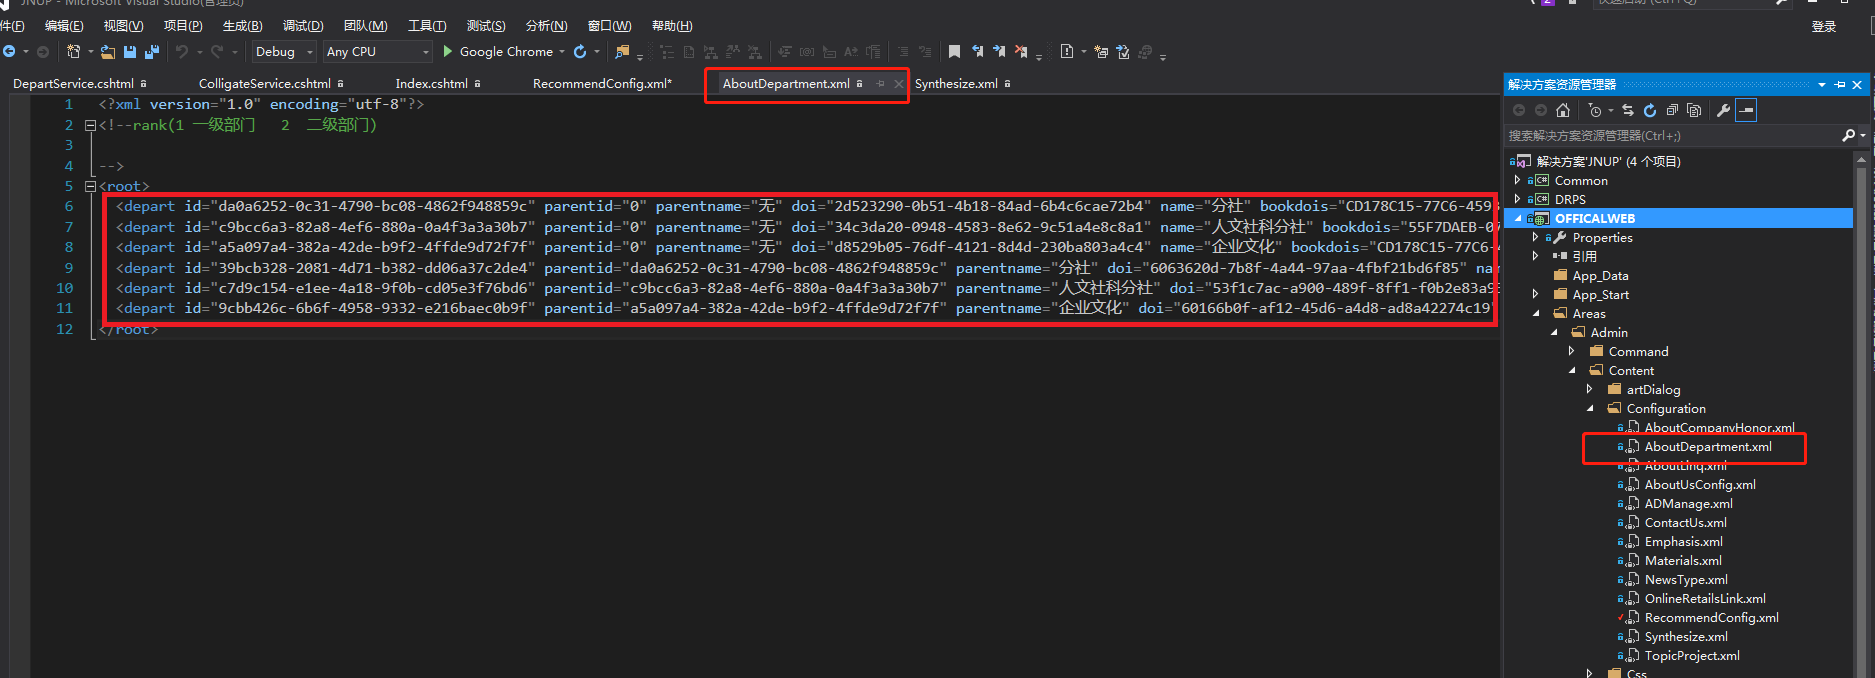 JNUP - Microsoft Visual Studio(管理员)
快速启动 (Ctrl+Q)
件(F) 编辑(E) 视图(V) 项目(P) 生成(B) 调试(D) 团队(M) 工具(T) 测试(S) 分析(N) 窗口(W) 帮助(H)
登录
Debug Any CPU Google Chrome
DepartService.cshtml ColligateService.cshtml Index.cshtml RecommendConfig.xml* AboutDepartment.xml Synthesize.xml
1 <?xml version="1.0" encoding="utf-8"?>
2 <!--rank(1 一级部门 2 二级部门)
3
4 -->
5 <root>
6 <depart id="da0a6252-0c31-4790-bc08-4862f948859c" parentid="0" parentname="无" doi="2d523290-0b51-4b18-84ad-6b4c6cae72b4" name="分社" bookdois="CD178C15-77C6-459
7 <depart id="c9bcc6a3-82a8-4ef6-880a-0a4f3a3a30b7" parentid="0" parentname="无" doi="34c3da20-0948-4583-8e62-9c51a4e8c8a1" name="人文社科分社" bookdois="55F7DAEB-07
8 <depart id="a5a097a4-382a-42de-b9f2-4ffde9d72f7f" parentid="0" parentname="无" doi="d8529b05-76df-4121-8d4d-230ba803a4c4" name="企业文化" bookdois="CD178C15-77C6-4
9 <depart id="39bcb328-2081-4d71-b382-dd06a37c2de4" parentid="da0a6252-0c31-4790-bc08-4862f948859c" parentname="分社" doi="6063620d-7b8f-4a44-97aa-4fbf21bd6f85" nam
10 <depart id="c7d9c154-e1ee-4a18-9f0b-cd05e3f76bd6" parentid="c9bcc6a3-82a8-4ef6-880a-0a4f3a3a30b7" parentname="人文社科分社" doi="53f1c7ac-a900-489f-8ff1-f0b2e83a9
11 <depart id="9cbb426c-6b6f-4958-9332-e216baec0b9f" parentid="a5a097a4-382a-42de-b9f2-4ffde9d72f7f" parentname="企业文化" doi="60166b0f-af12-45d6-a4d8-ad8a42274c19"
12 </root>
解决方案资源管理器
搜索解决方案资源管理器(Ctrl+;)
解决方案'JNUP' (4 个项目)
Common
DRPS
OFFICALWEB
Properties
引用
App_Data
App_Start
Areas
Admin
Command
Content
artDialog
Configuration
AboutCompanyHonor.xml
AboutDepartment.xml
AboutLinq.xml
AboutUsConfig.xml
ADManage.xml
ContactUs.xml
Emphasis.xml
Materials.xml
NewsType.xml
OnlineRetailsLink.xml
RecommendConfig.xml
Synthesize.xml
TopicProject.xml
Css